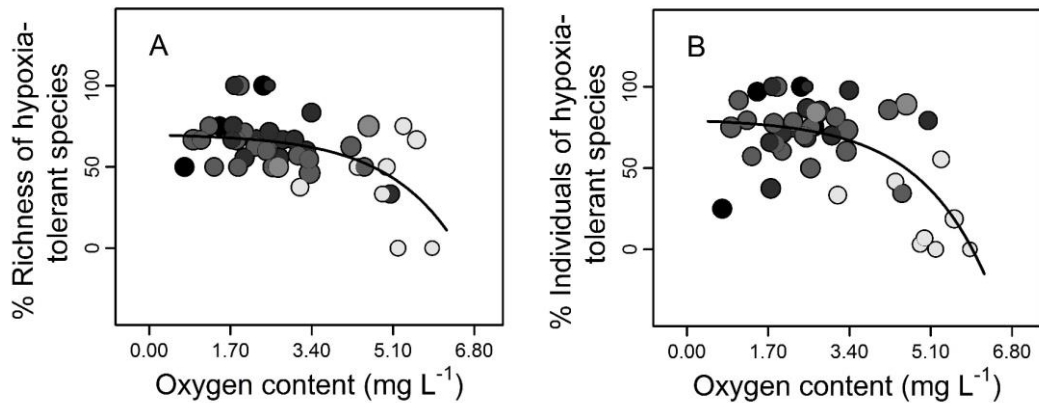 A
% Richness of hypoxia-
tolerant species
100
50
0
0.00 1.70 3.40 5.10 6.80
Oxygen content (mg L⁻¹)
B
% Individuals of hypoxia-
tolerant species
100
50
0
0.00 1.70 3.40 5.10 6.80
Oxygen content (mg L⁻¹)